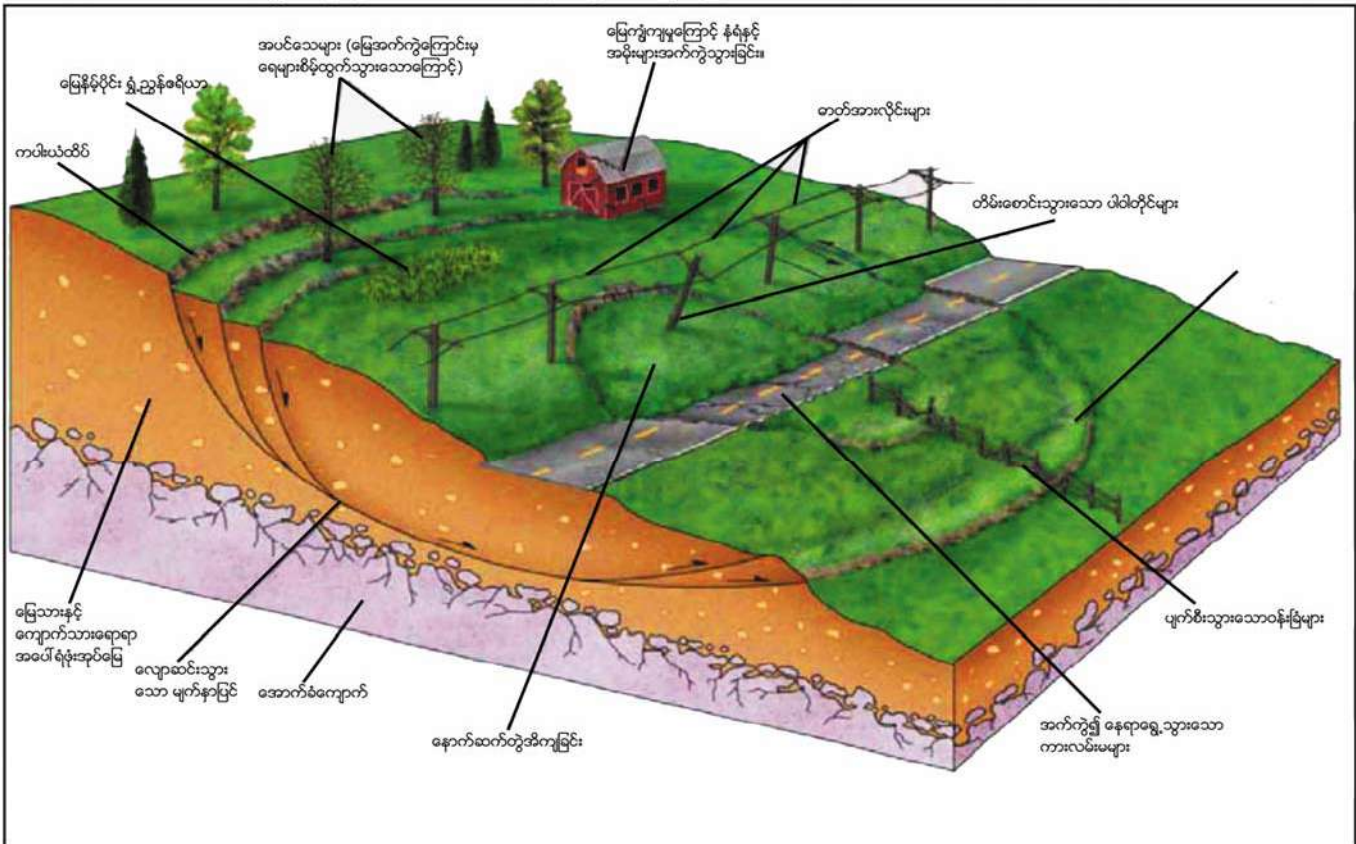 အပင်သေများ (မြေအက်ကွဲကြောင်းမှ
ရေများစိမ့်ထွက်သွားသောကြောင့်)
မြေကျွံကျမှုကြောင့် နံရံနှင့်
အမိုးများအက်ကွဲသွားခြင်း။
မြေနိမ့်ပိုင်း ရွှံ့ညွှန်ဧရိယာ
ဓာတ်အားလိုင်းများ
ကပါးယံထိပ်
တိမ်းစောင်းသွားသော ပါဝါတိုင်များ
မြေသားနှင့်
ကျောက်သားရောရာ
အပေါ်ရံဖုံးအုပ်မြေ
လျောဆင်းသွား
သော မျက်နှာပြင်
အောက်ခံကျောက်
နောက်ဆက်တွဲအိကျခြင်း
ပျက်စီးသွားသောဝန်းခြံများ
အက်ကွဲ၍ နေရာရွေ့သွားသော
ကားလမ်းမများ